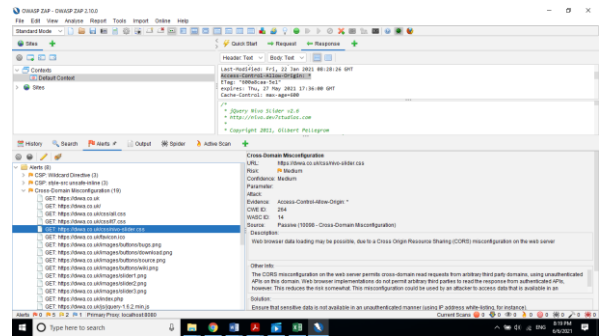 OWASP ZAP - OWASP ZAP 2.10.0
File Edit View Analyse Report Tools Import Online Help
Standard Mode
Sites
Quick Start Request Response
Header: Text Body: Text
Contexts
Default Context
Sites
Last-Modified: Fri, 22 Jan 2021 08:20:26 GMT
Access-Control-Allow-Origin: *
ETag:
expires: Thu, 27 May 2021 17:36:00 GMT
Cache-Control: max-age=600
/*
* jQuery Nivo Slider v2.6
* http://nivo.dev7studios.com
*
* Copyright 2011, Gilbert Pellegrom
History Search Alerts Output Spider Active Scan
Alerts (8)
CSP: Wildcard Directive (3)
CSP: style-src unsafe-inline (3)
Cross-Domain Misconfiguration (19)
GET: https://dvwa.co.uk
GET: https://dvwa.co.uk/
GET: https://dvwa.co.uk/css/all.css
GET: https://dvwa.co.uk/css/IE7.css
GET: https://dvwa.co.uk/css/nivo-slider.css
GET: https://dvwa.co.uk/favicon.ico
GET: https://dvwa.co.uk/images/buttons/bugs.png
GET: https://dvwa.co.uk/images/buttons/download.png
GET: https://dvwa.co.uk/images/buttons/source.png
GET: https://dvwa.co.uk/images/buttons/wiki.png
GET: https://dvwa.co.uk/images/slider1.png
GET: https://dvwa.co.uk/images/slider2.png
GET: https://dvwa.co.uk/images/slider3.png
GET: https://dvwa.co.uk/index.php
GET: https://dvwa.co.uk/js/jquery-1.6.2.min.js
Cross-Domain Misconfiguration
URL: https://dvwa.co.uk/css/nivo-slider.css
Risk: Medium
Confidence: Medium
Parameter:
Attack:
Evidence: Access-Control-Allow-Origin: *
CWE ID: 264
WASC ID: 14
Source: Passive (10098 - Cross-Domain Misconfiguration)
Description:
Web browser data loading may be possible, due to a Cross Origin Resource Sharing (CORS) misconfiguration on the web server
Other Info:
The CORS misconfiguration on the web server permits cross-domain read requests from arbitrary third party domains, using unauthenticated
APIs on this domain. Web browser implementations do not permit arbitrary third parties to read the response from authenticated APIs,
however. This reduces the risk somewhat. This misconfiguration could be used by an attacker to access data that is available in an
Solution:
Ensure that sensitive data is not available in an unauthenticated manner (using IP address white-listing, for instance).
Alerts 0 5 2 1 Primary Proxy: localhost:8080
Current Scans 0 0 0 0 0 0 0 0
Type here to search
ENG
8:19 PM
6/6/2021